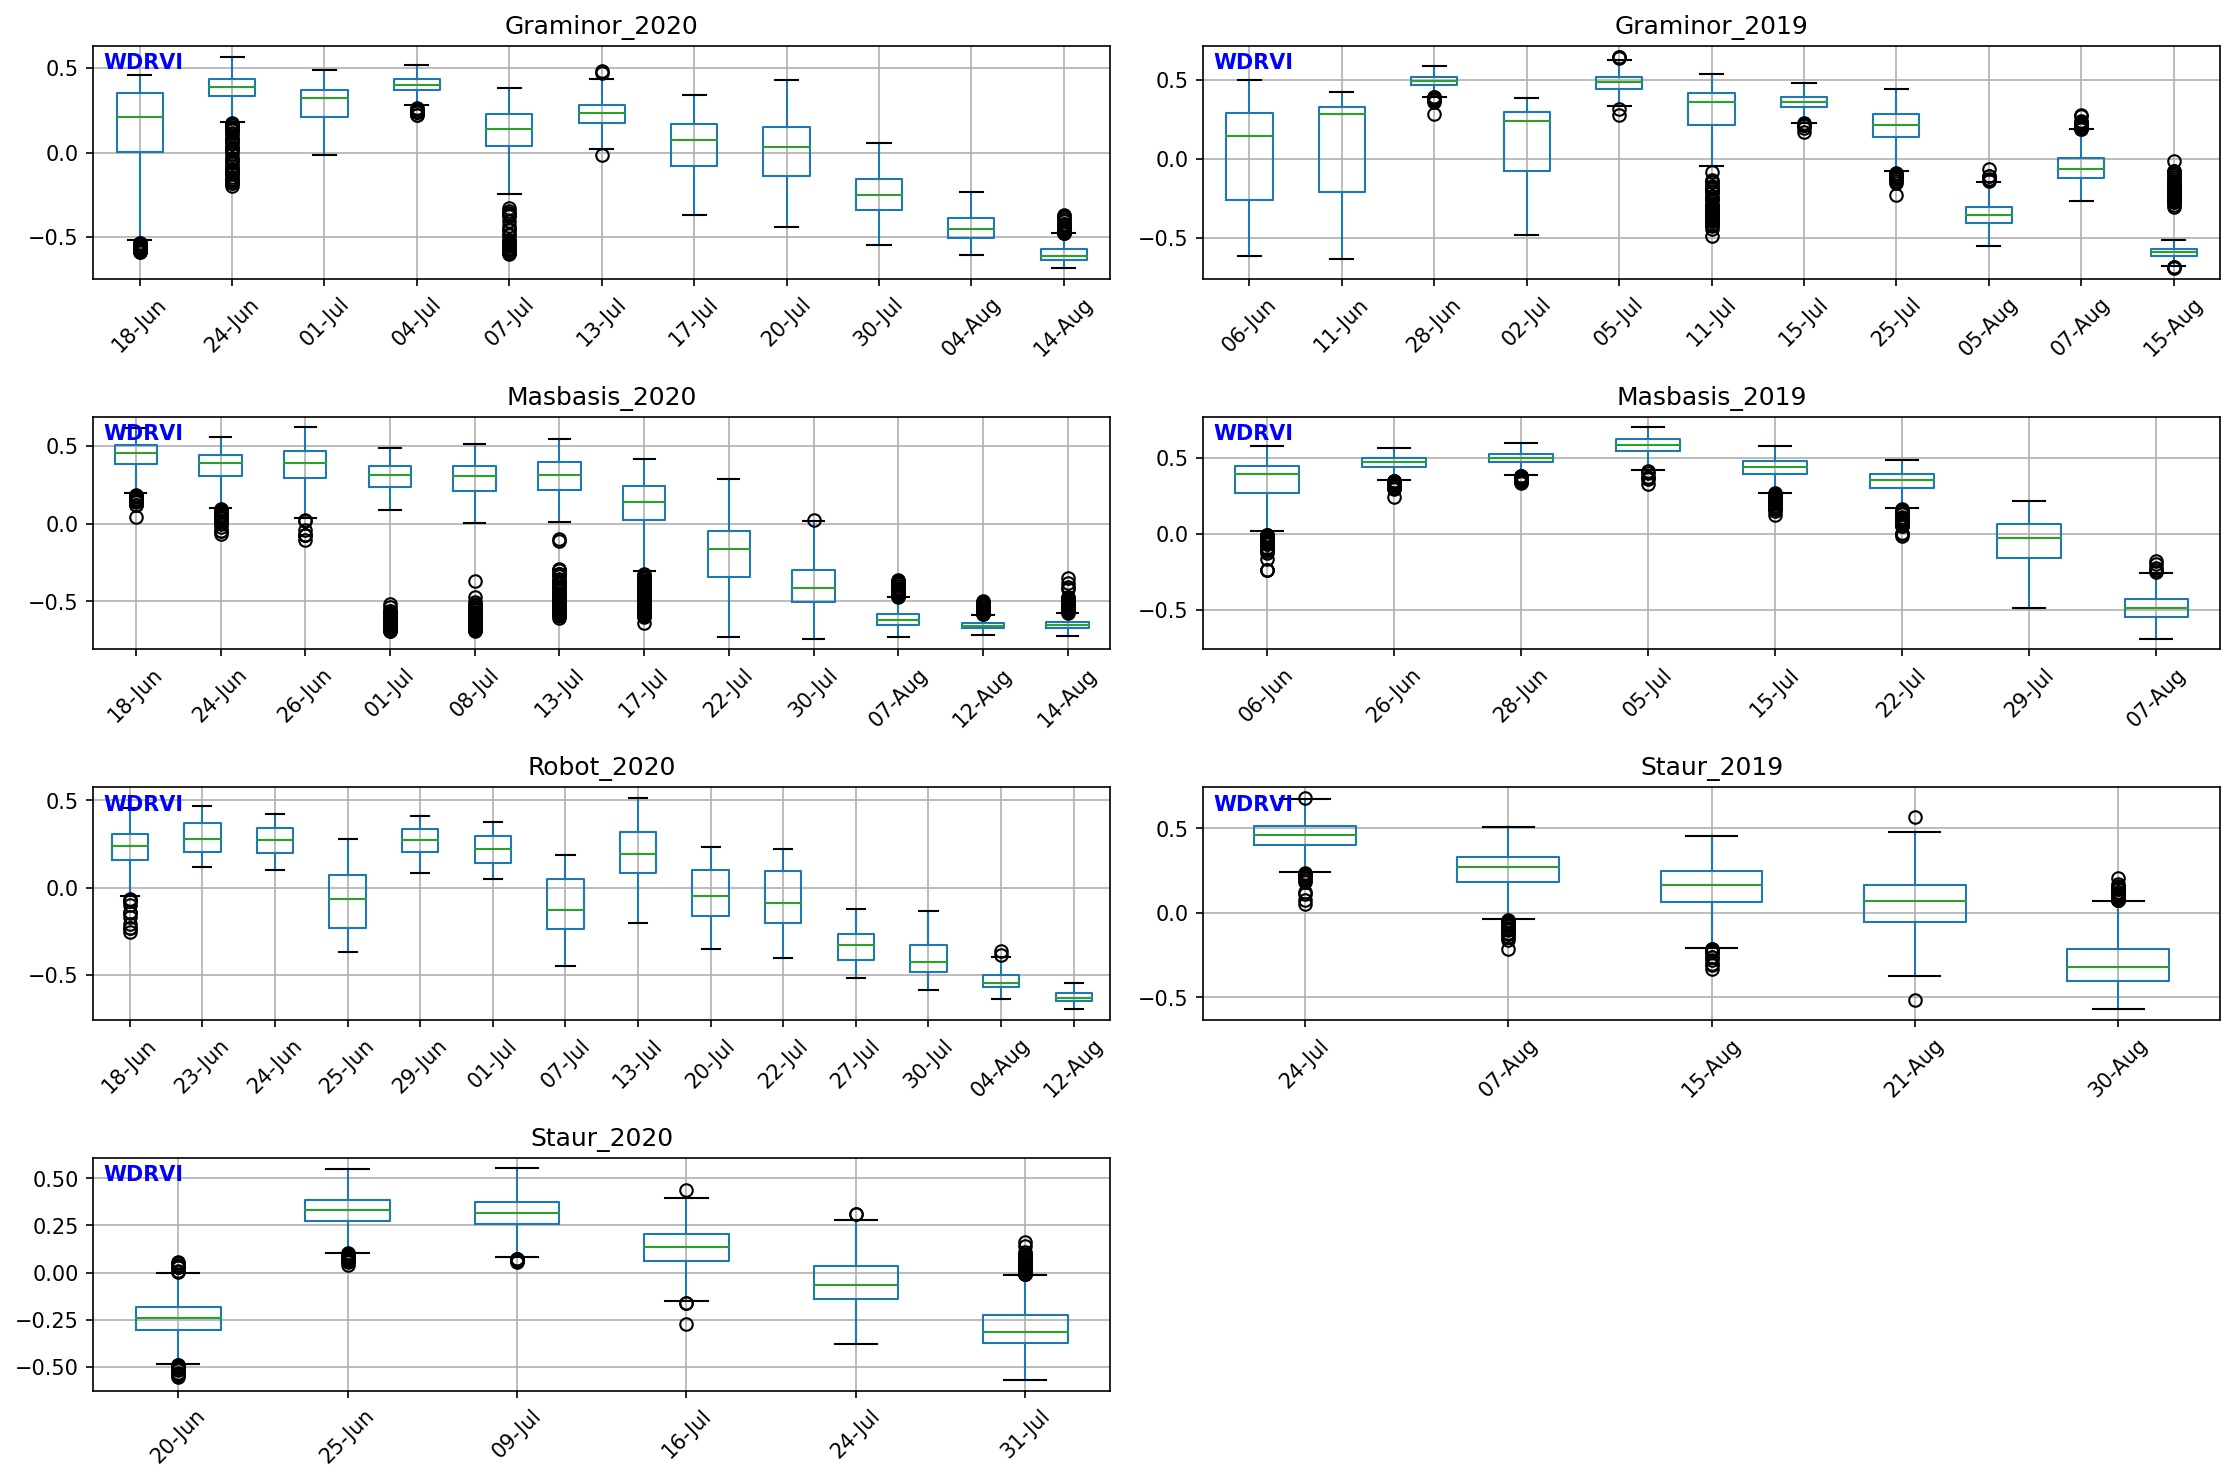 Graminor_2020
WDRVI
0.5
0.0
−0.5
18-Jun 24-Jun 01-Jul 04-Jul 07-Jul 13-Jul 17-Jul 20-Jul 30-Jul 04-Aug 14-Aug
Graminor_2019
WDRVI
0.5
0.0
−0.5
06-Jun 11-Jun 28-Jun 02-Jul 05-Jul 11-Jul 15-Jul 25-Jul 05-Aug 07-Aug 15-Aug
Masbasis_2020
WDRVI
0.5
0.0
−0.5
18-Jun 24-Jun 26-Jun 01-Jul 08-Jul 13-Jul 17-Jul 22-Jul 30-Jul 07-Aug 12-Aug 14-Aug
Masbasis_2019
WDRVI
0.5
0.0
−0.5
06-Jun 26-Jun 28-Jun 05-Jul 15-Jul 22-Jul 29-Jul 07-Aug
Robot_2020
WDRVI
0.5
0.0
−0.5
18-Jun 23-Jun 24-Jun 25-Jun 29-Jun 01-Jul 07-Jul 13-Jul 20-Jul 22-Jul 27-Jul 30-Jul 04-Aug 12-Aug
Staur_2019
WDRVI
0.5
0.0
−0.5
24-Jul 07-Aug 15-Aug 21-Aug 30-Aug
Staur_2020
WDRVI
0.50
0.25
0.00
−0.25
−0.50
20-Jun 25-Jun 09-Jul 16-Jul 24-Jul 31-Jul